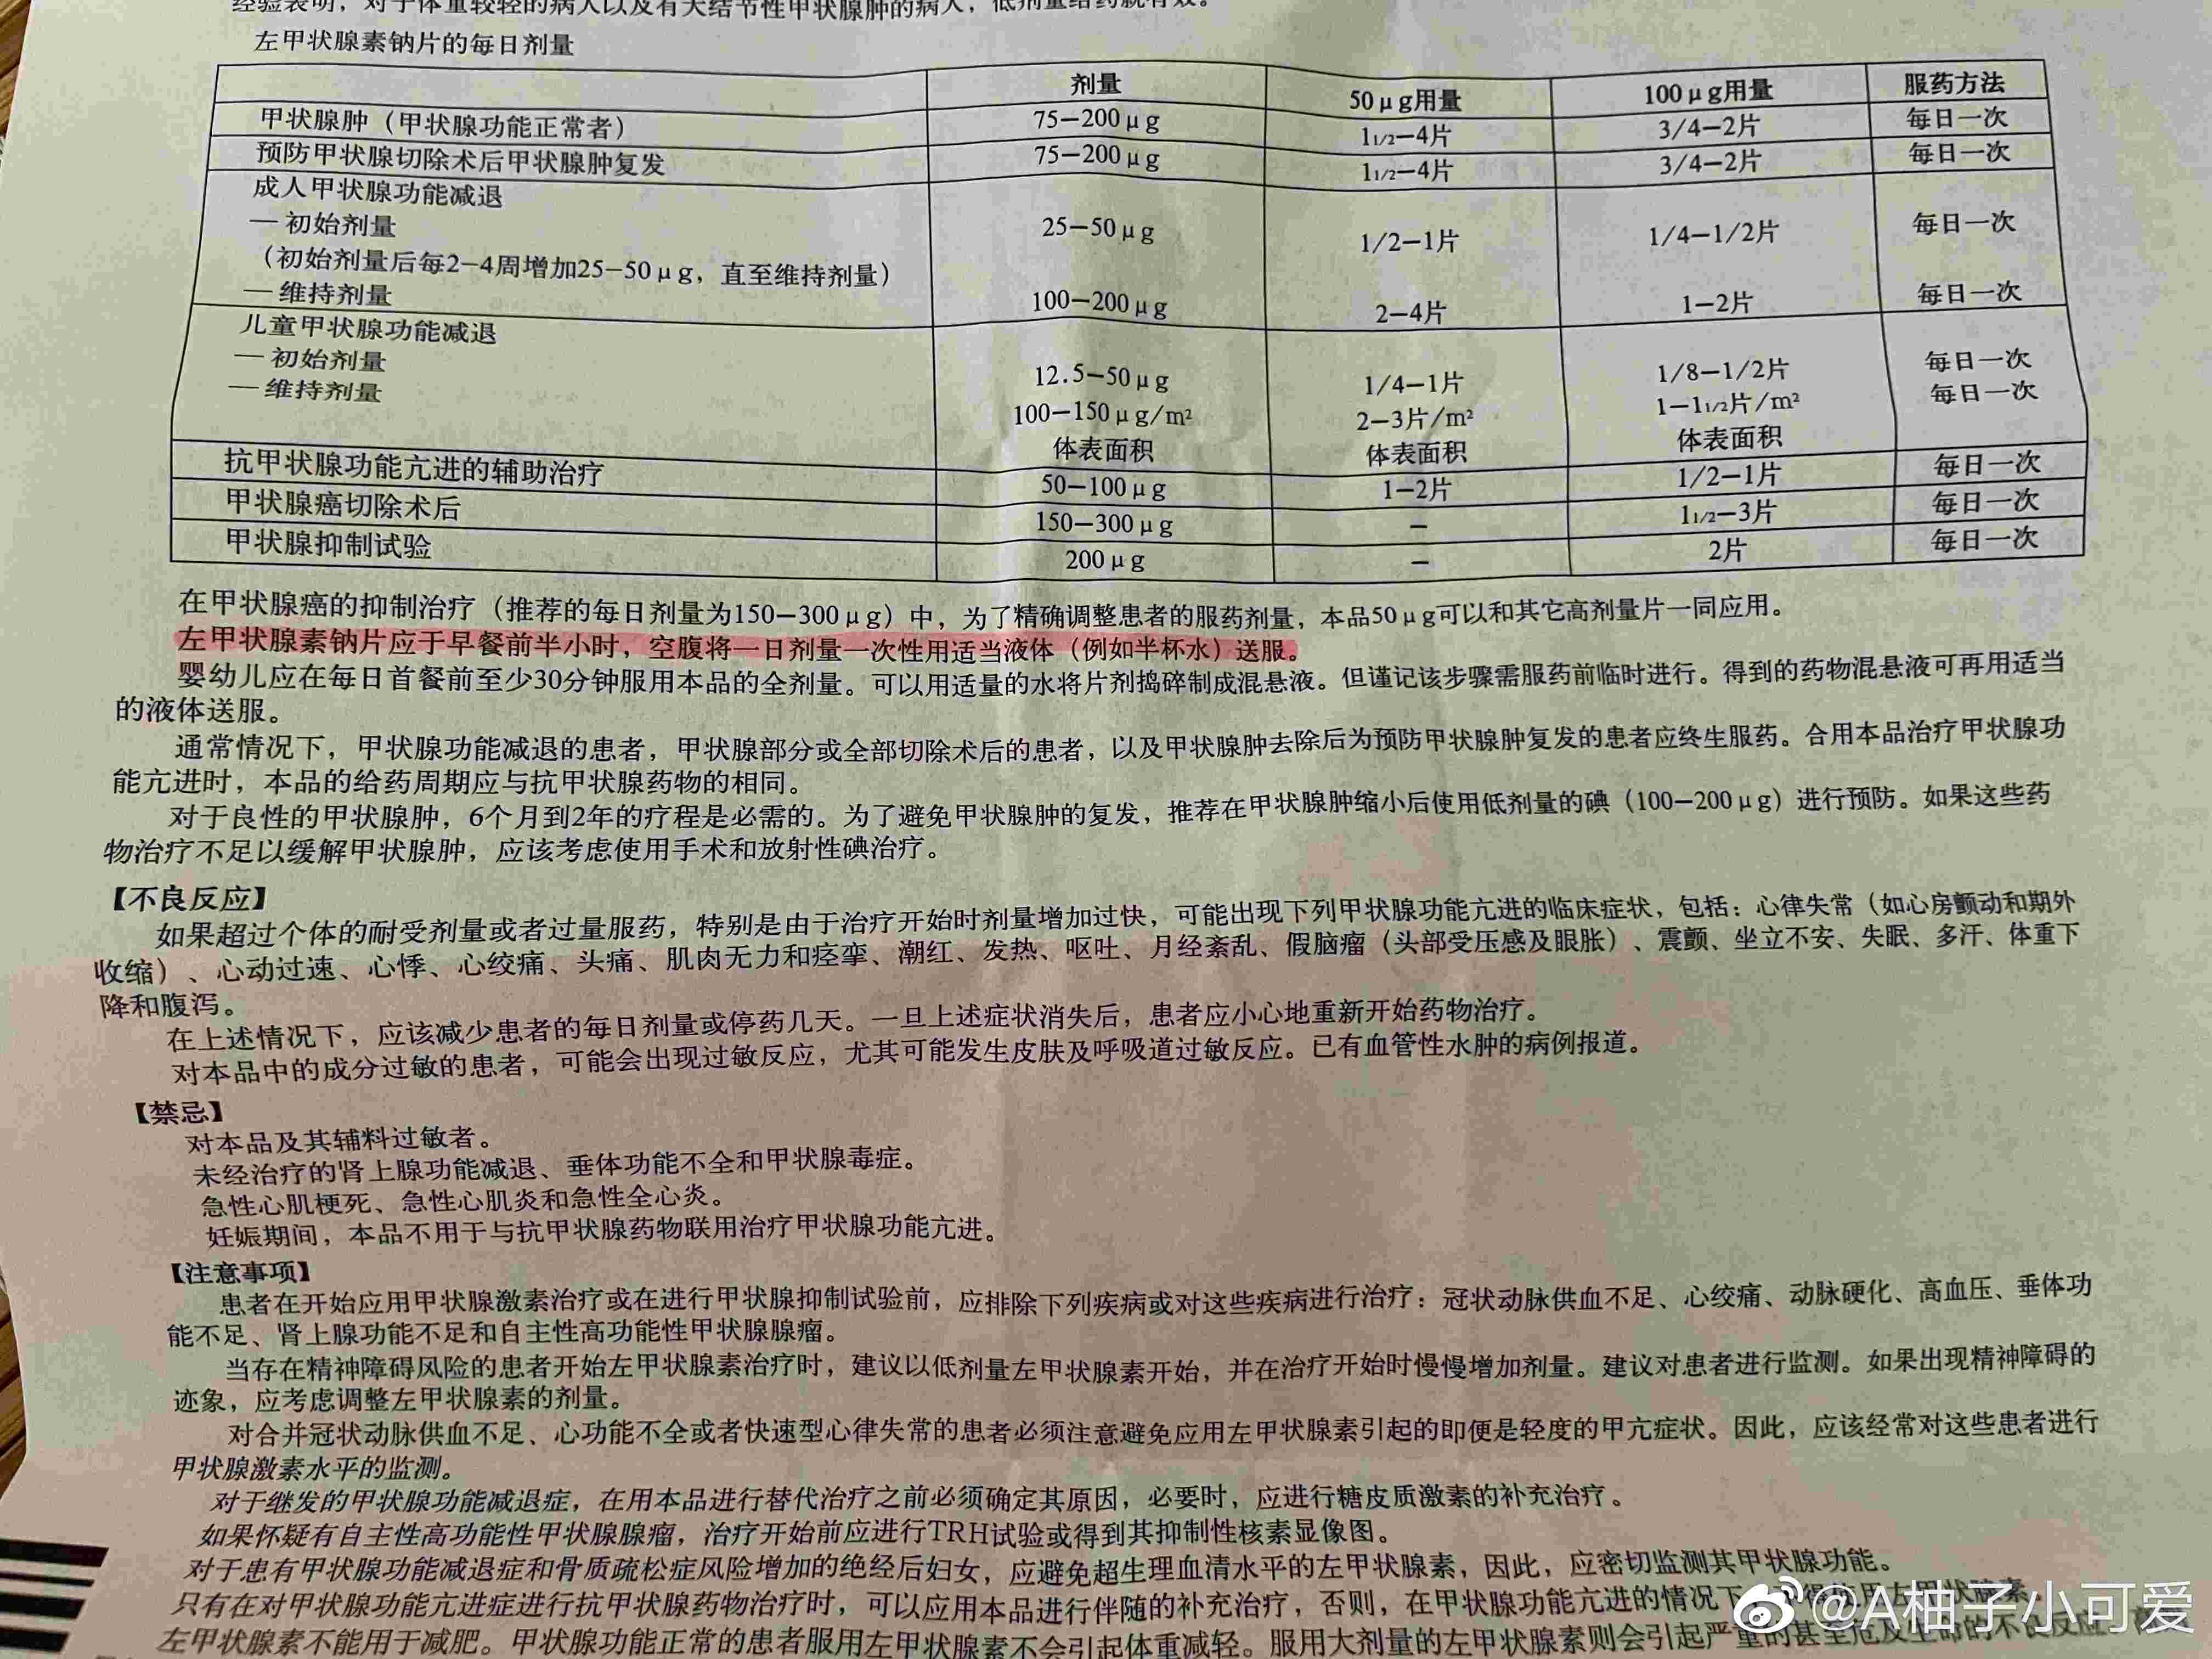 经验表明，对于体重较轻的病人以及有大结节性甲状腺肿的病人，低剂量给药就有效。
左甲状腺素钠片的每日剂量
剂量 50μg用量 100μg用量 服药方法
甲状腺肿（甲状腺功能正常者） 75—200μg 1 1/2—4片 3/4—2片 每日一次
预防甲状腺切除术后甲状腺肿复发 75—200μg 1 1/2—4片 3/4—2片 每日一次
成人甲状腺功能减退
— 初始剂量 25—50μg 1/2—1片 1/4—1/2片 每日一次
（初始剂量后每2—4周增加25—50μg，直至维持剂量）
— 维持剂量 100—200μg 2—4片 1—2片 每日一次
儿童甲状腺功能减退
— 初始剂量 12.5—50μg 1/4—1片 1/8—1/2片 每日一次
— 维持剂量 100—150μg/m² 2—3片/m² 1—1 1/2片/m² 每日一次
体表面积 体表面积 体表面积
抗甲状腺功能亢进的辅助治疗 50—100μg 1—2片 1/2—1片 每日一次
甲状腺癌切除术后 150—300μg — 1 1/2—3片 每日一次
甲状腺抑制试验 200μg — 2片 每日一次
在甲状腺癌的抑制治疗（推荐的每日剂量为150—300μg）中，为了精确调整患者的服药剂量，本品50μg可以和其它高剂量片一同应用。
左甲状腺素钠片应于早餐前半小时，空腹将一日剂量一次性用适当液体（例如半杯水）送服。
婴幼儿应在每日首餐前至少30分钟服用本品的全剂量。可以用适量的水将片剂捣碎制成混悬液。但谨记该步骤需服药前临时进行。得到的药物混悬液可再用适当
的液体送服。
通常情况下，甲状腺功能减退的患者，甲状腺部分或全部切除术后的患者，以及甲状腺肿去除后为预防甲状腺肿复发的患者应终生服药。合用本品治疗甲状腺功
能亢进时，本品的给药周期应与抗甲状腺药物的相同。
对于良性的甲状腺肿，6个月到2年的疗程是必需的。为了避免甲状腺肿的复发，推荐在甲状腺肿缩小后使用低剂量的碘（100—200μg）进行预防。如果这些药
物治疗不足以缓解甲状腺肿，应该考虑使用手术和放射性碘治疗。
【不良反应】
如果超过个体的耐受剂量或者过量服药，特别是由于治疗开始时剂量增加过快，可能出现下列甲状腺功能亢进的临床症状，包括：心律失常（如心房颤动和期外
收缩）、心动过速、心悸、心绞痛、头痛、肌肉无力和痉挛、潮红、发热、呕吐、月经紊乱、假脑瘤（头部受压感及眼胀）、震颤、坐立不安、失眠、多汗、体重下
降和腹泻。
在上述情况下，应该减少患者的每日剂量或停药几天。一旦上述症状消失后，患者应小心地重新开始药物治疗。
对本品中的成分过敏的患者，可能会出现过敏反应，尤其可能发生皮肤及呼吸道过敏反应。已有血管性水肿的病例报道。
【禁忌】
对本品及其辅料过敏者。
未经治疗的肾上腺功能减退、垂体功能不全和甲状腺毒症。
急性心肌梗死、急性心肌炎和急性全心炎。
妊娠期间，本品不用于与抗甲状腺药物联用治疗甲状腺功能亢进。
【注意事项】
患者在开始应用甲状腺激素治疗或在进行甲状腺抑制试验前，应排除下列疾病或对这些疾病进行治疗：冠状动脉供血不足、心绞痛、动脉硬化、高血压、垂体功
能不足、肾上腺功能不足和自主性高功能性甲状腺腺瘤。
当存在精神障碍风险的患者开始左甲状腺素治疗时，建议以低剂量左甲状腺素开始，并在治疗开始时慢慢增加剂量。建议对患者进行监测。如果出现精神障碍的
迹象，应考虑调整左甲状腺素的剂量。
对合并冠状动脉供血不足、心功能不全或者快速型心律失常的患者必须注意避免应用左甲状腺素引起的即便是轻度的甲亢症状。因此，应该经常对这些患者进行
甲状腺激素水平的监测。
对于继发的甲状腺功能减退症，在用本品进行替代治疗之前必须确定其原因，必要时，应进行糖皮质激素的补充治疗。
如果怀疑有自主性高功能性甲状腺腺瘤，治疗开始前应进行TRH试验或得到其抑制性核素显像图。
对于患有甲状腺功能减退症和骨质疏松症风险增加的绝经后妇女，应避免超生理血清水平的左甲状腺素，因此，应密切监测其甲状腺功能。
只有在对甲状腺功能亢进症进行抗甲状腺药物治疗时，可以应用本品进行伴随的补充治疗，否则，在甲状腺功能亢进的情况下
左甲状腺素不能用于减肥。甲状腺功能正常的患者服用左甲状腺素不会引起体重减轻。服用大剂量的左甲状腺素则会引起严重的甚至危及生命的不良反应
@A柚子小可爱